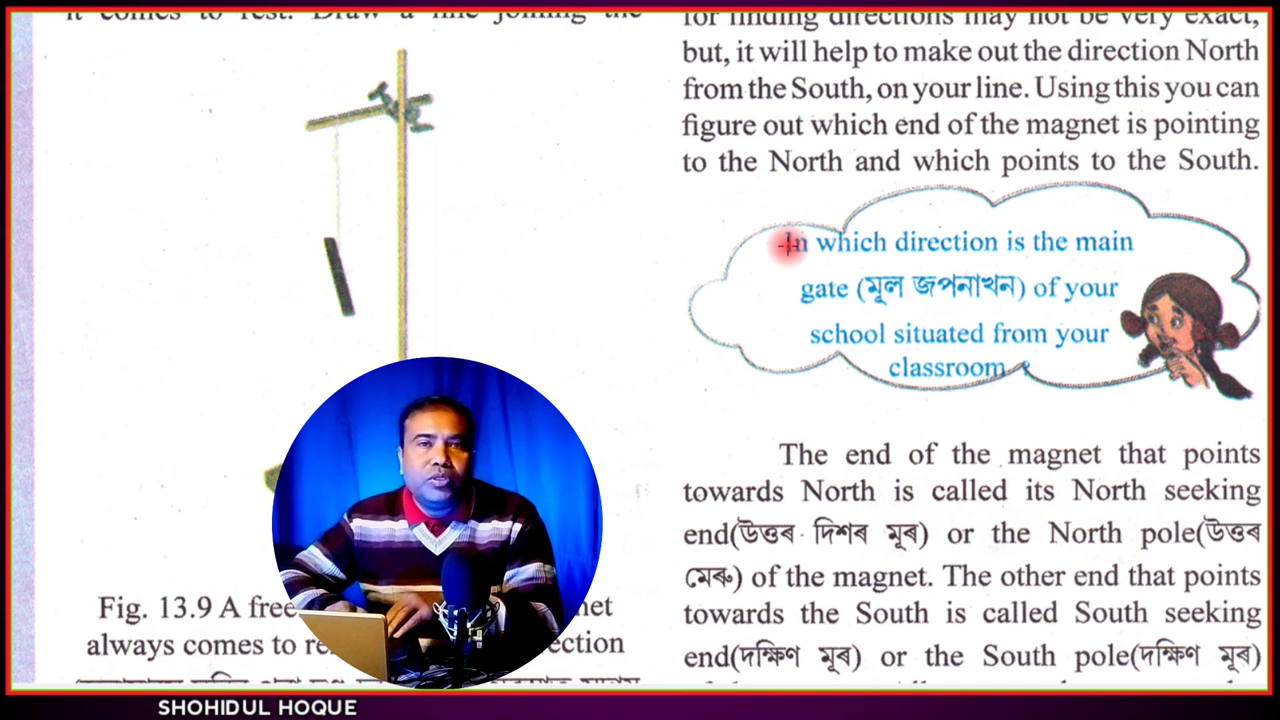 it comes to rest. Draw a line joining the
Fig. 13.9 A free net
always comes to re ection
for finding directions may not be very exact,
but, it will help to make out the direction North
from the South, on your line. Using this you can
figure out which end of the magnet is pointing
to the North and which points to the South.
In which direction is the main
gate (মূল জপনাখন) of your
school situated from your
classroom ?
The end of the magnet that points
towards North is called its North seeking
end(উত্তৰ দিশৰ মূৰ) or the North pole(উত্তৰ
মেৰু) of the magnet. The other end that points
towards the South is called South seeking
end(দক্ষিণ মূৰ) or the South pole(দক্ষিণ মূৰ)
SHOHIDUL HOQUE